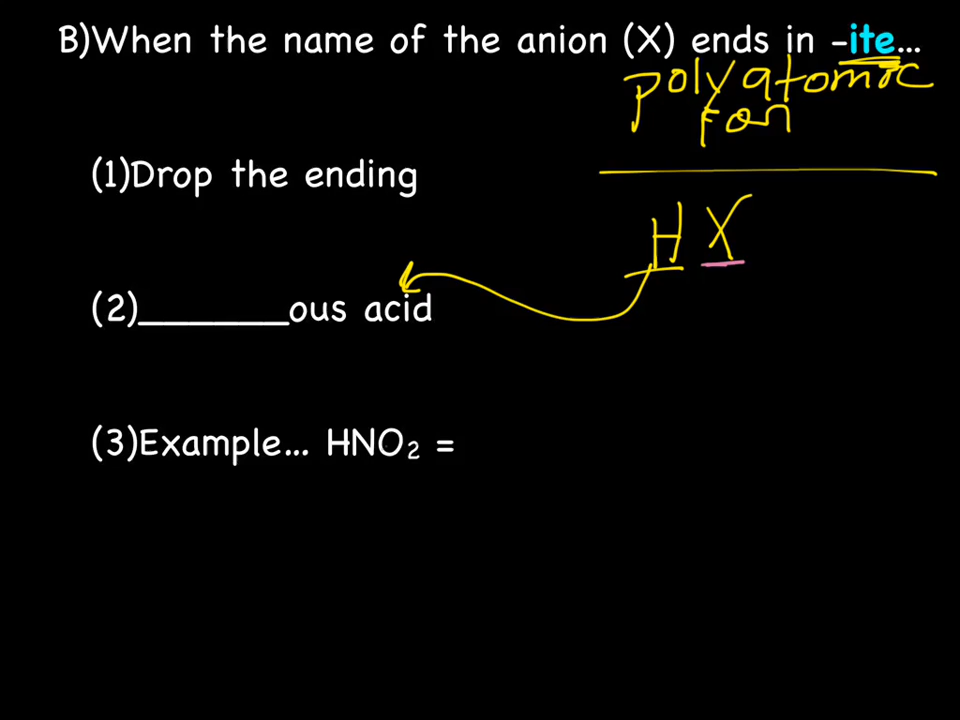 B)When the name of the anion (X) ends in -ite...
polyatomic
Ion
(1)Drop the ending
H X
(2)______ous acid
(3)Example... HNO₂ =